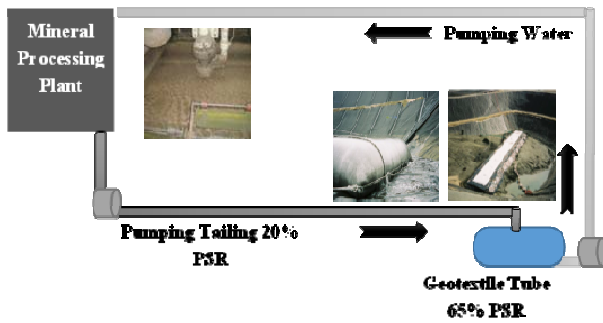 Mineral
Processing
Plant
Pumping Water
Pumping Tailing 20%
PSR
Geotextile Tube
65% PSR